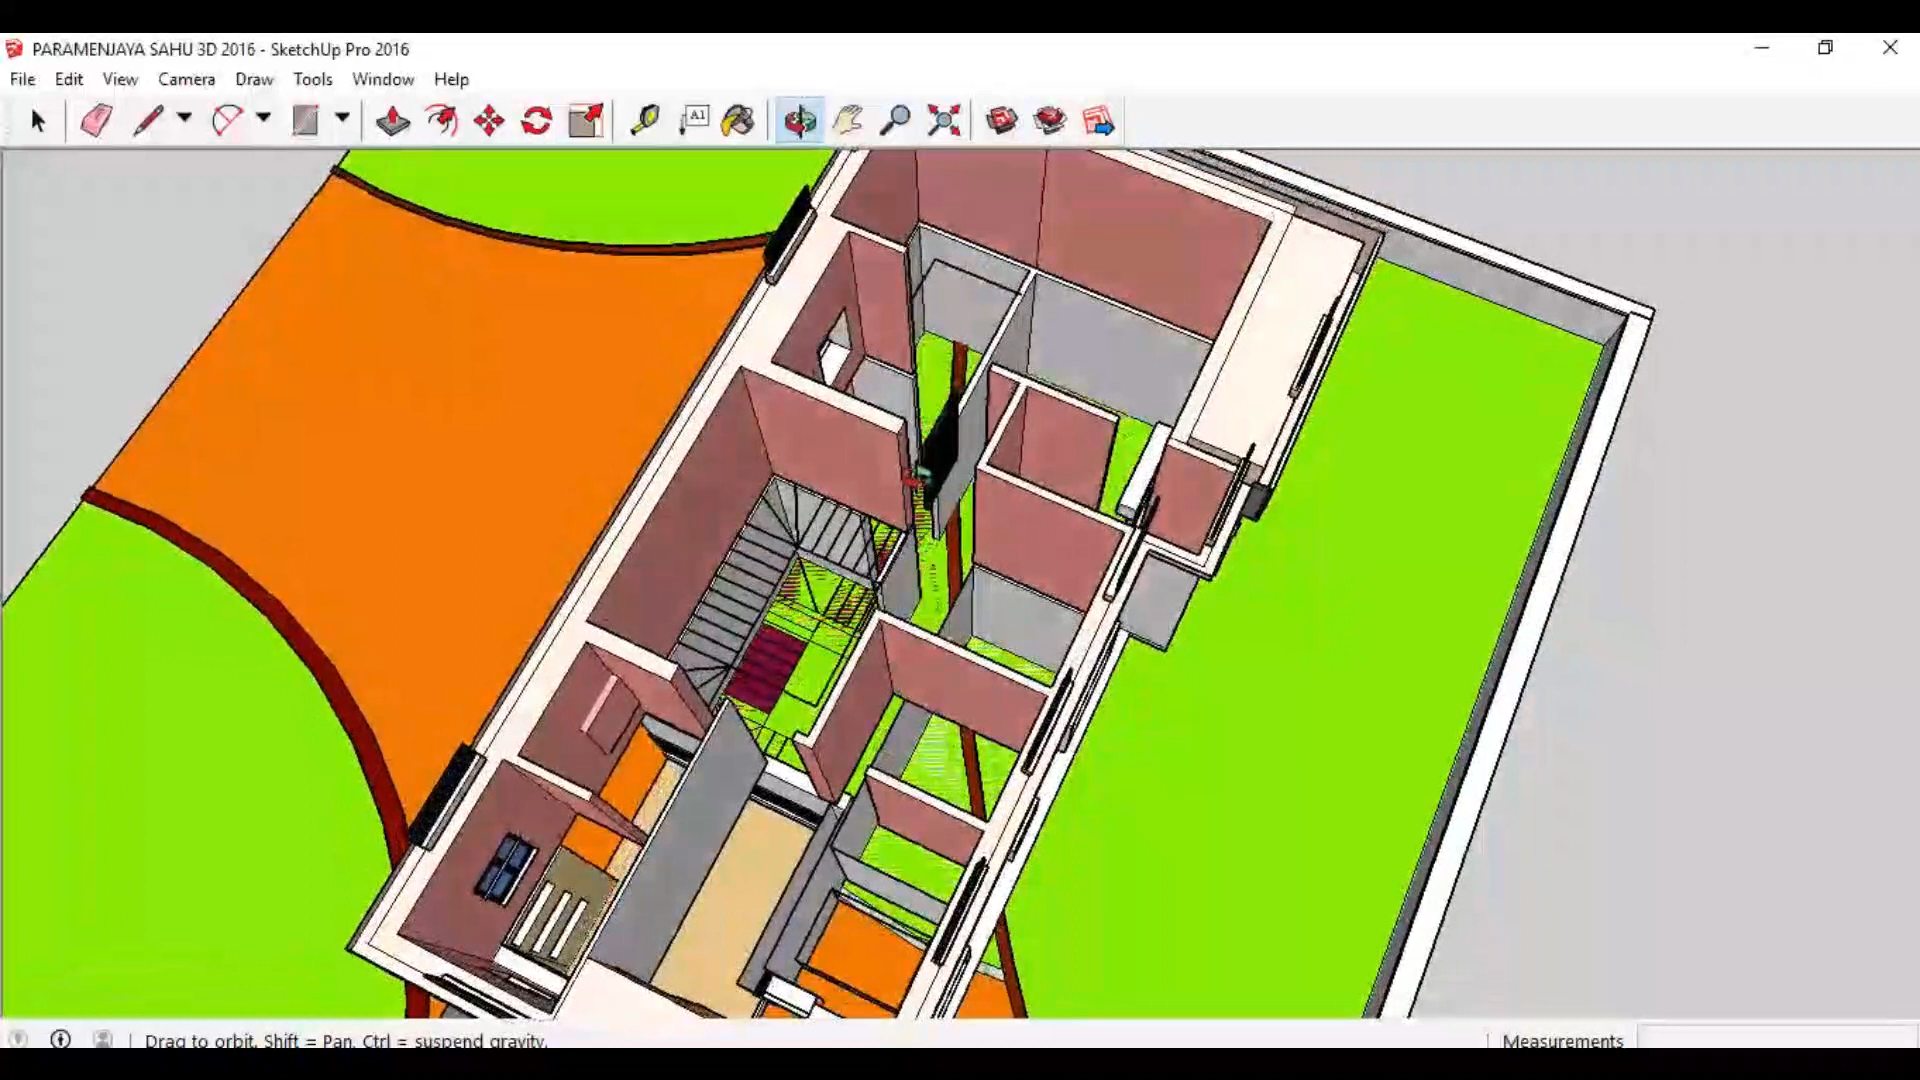 PARAMENJAYA SAHU 3D 2016 - SketchUp Pro 2016
File Edit View Camera Draw Tools Window Help
A1
Drag to orbit. Shift = Pan, Ctrl = suspend gravity.
Measurements